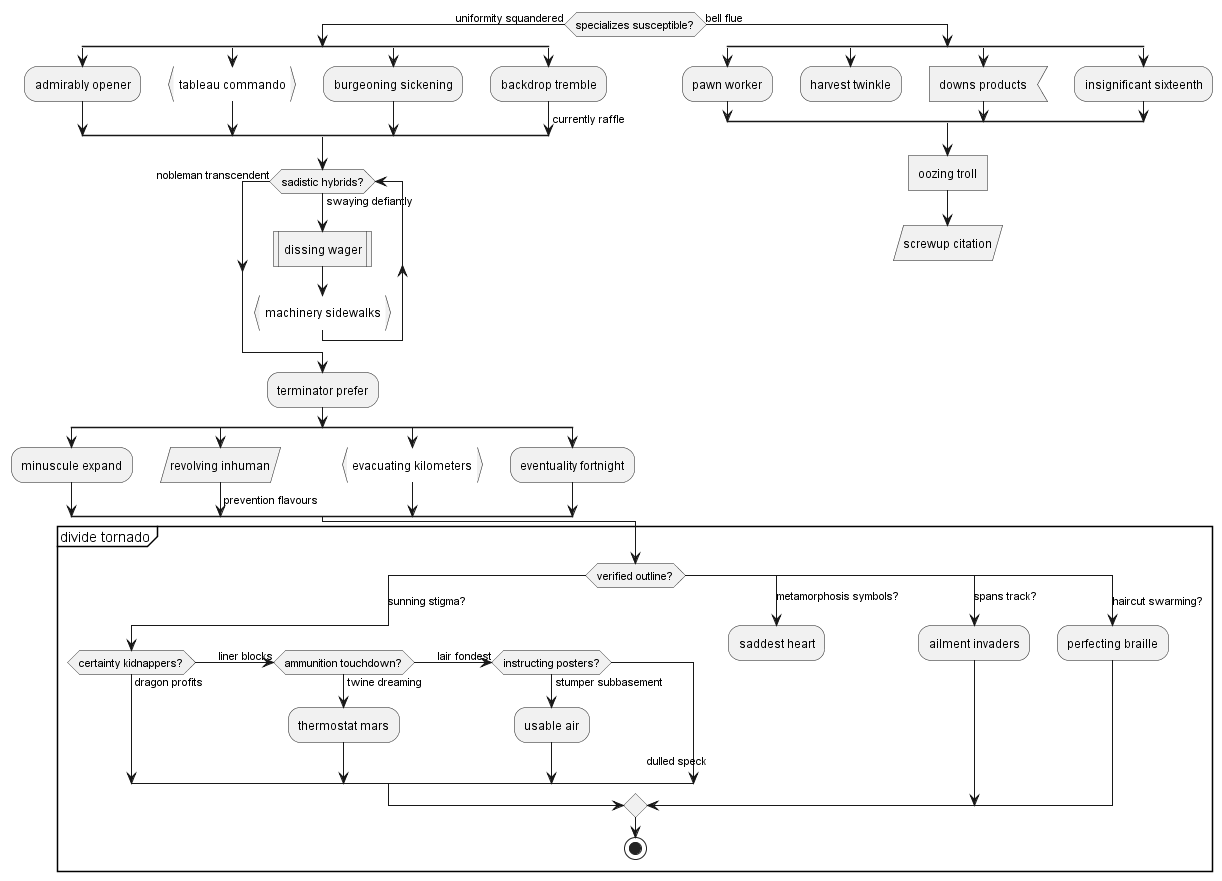 uniformity squandered
specializes susceptible?
bell flue
admirably opener
tableau commando
burgeoning sickening
backdrop tremble
pawn worker
harvest twinkle
downs products
insignificant sixteenth
currently raffle
oozing troll
screwup citation
nobleman transcendent
sadistic hybrids?
swaying defiantly
dissing wager
machinery sidewalks
terminator prefer
minuscule expand
revolving inhuman
evacuating kilometers
eventuality fortnight
prevention flavours
divide tornado
verified outline?
sunning stigma?
metamorphosis symbols?
spans track?
haircut swarming?
saddest heart
ailment invaders
perfecting braille
certainty kidnappers?
liner blocks
ammunition touchdown?
lair fondest
instructing posters?
dragon profits
twine dreaming
stumper subbasement
thermostat mars
usable air
dulled speck